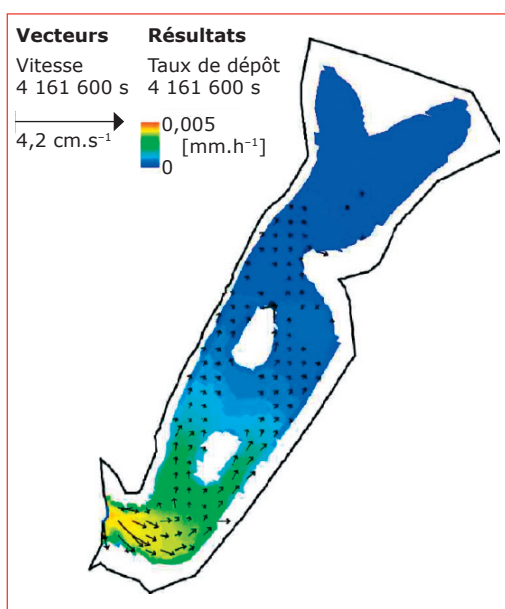 Vecteurs
Vitesse
4 161 600 s
4,2 cm.s⁻¹
Résultats
Taux de dépôt
4 161 600 s
0,005
[mm.h⁻¹]
0